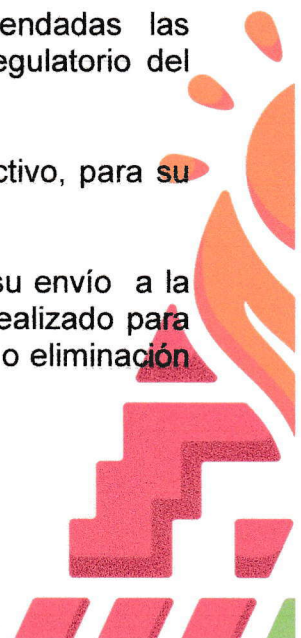 endadas las
egulatorio del
ctivo, para su
su envío a la
ealizado para
o eliminación